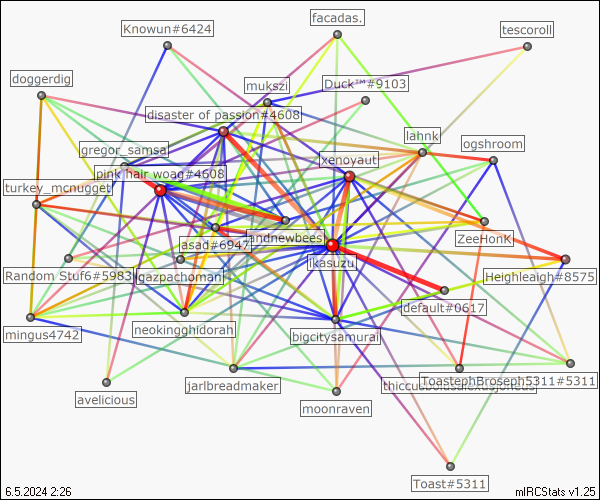 facadas.
Knowun#6424
tescoroll
doggerdig
mukszi
Duck™#9103
disaster of passion#4608
lahnk
ogshroom
gregor_samsa
xenoyaut
pink hair woag#4608
turkey_mcnugget
andnewbees
ZeeHonK
asad#6947
ikasuzu
Random Stuf6#5983
gazpachoman
Heighleagh#8575
default#0617
mingus4742
neokingghidorah
bigcitysamurai
jarlbreadmaker
ToastephBroseph5311#5311
avelicious
moonraven
Toast#5311
6.5.2024 2:26
mIRCStats v1.25